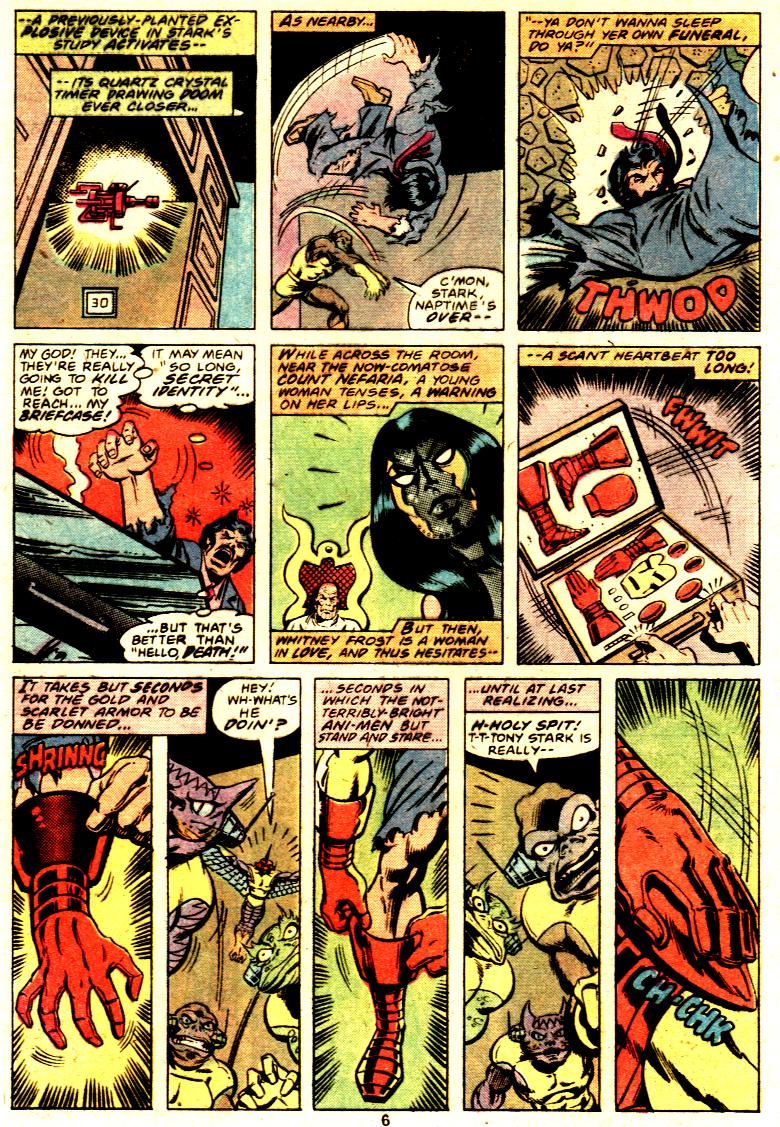 --A PREVIOUSLY-PLANTED EX-
PLOSIVE DEVICE IN STARK'S
STUDY ACTIVATES--
--ITS QUARTZ CRYSTAL
TIMER DRAWING DOOM
EVER CLOSER...
30
AS NEARBY...
C'MON,
STARK,
NAPTIME'S
OVER--
"--YA DON'T WANNA SLEEP
THROUGH YER OWN FUNERAL,
DO YA?"
THWOD
MY GOD! THEY...
THEY'RE REALLY
GOING TO KILL
ME! GOT TO
REACH... MY
BRIEFCASE!
IT MAY MEAN
"SO LONG,
SECRET
IDENTITY"...
...BUT THAT'S
BETTER THAN
"HELLO, DEATH!"
WHILE ACROSS THE ROOM,
NEAR THE NOW-COMATOSE
COUNT NEFARIA, A YOUNG
WOMAN TENSES, A WARNING
ON HER LIPS...
BUT THEN,
WHITNEY FROST IS A WOMAN
IN LOVE, AND THUS HESITATES--
--A SCANT HEARTBEAT TOO
LONG!
FHWIT
IT TAKES BUT SECONDS
FOR THE GOLD AND
SCARLET ARMOR TO BE
BE DONNED...
SHRINNG
HEY!
WH-WHAT'S
HE
DOIN'?
...SECONDS IN
WHICH THE NOT-
TERRIBLY-BRIGHT
ANI-MEN BUT
STAND AND STARE...
...UNTIL AT LAST
REALIZING...
H-HOLY SPIT!
T-T-TONY STARK IS
REALLY--
CH-CHK
6